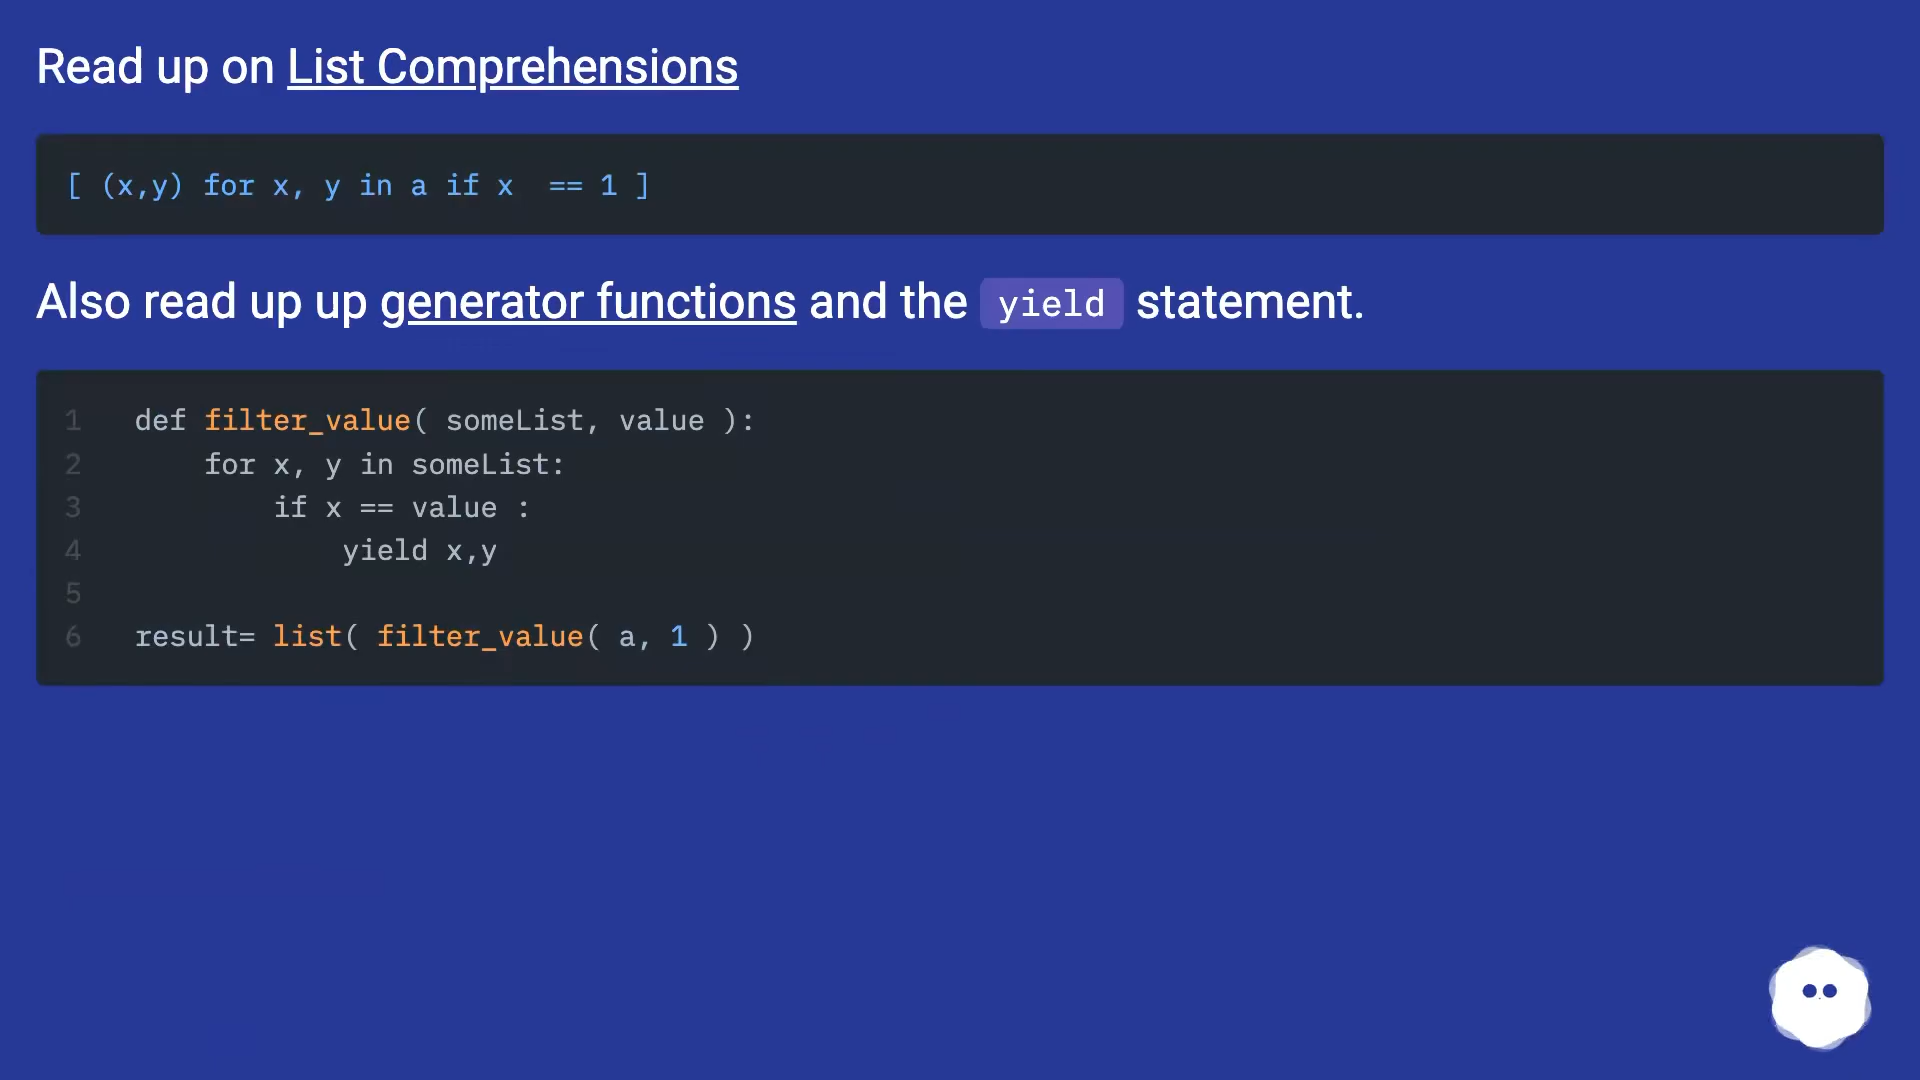 Read up on List Comprehensions
[ (x,y) for x, y in a if x  == 1 ]
Also read up up generator functions and the yield statement.
1 def filter_value( someList, value ):
2     for x, y in someList:
3         if x == value :
4             yield x,y
5
6 result= list( filter_value( a, 1 ) )